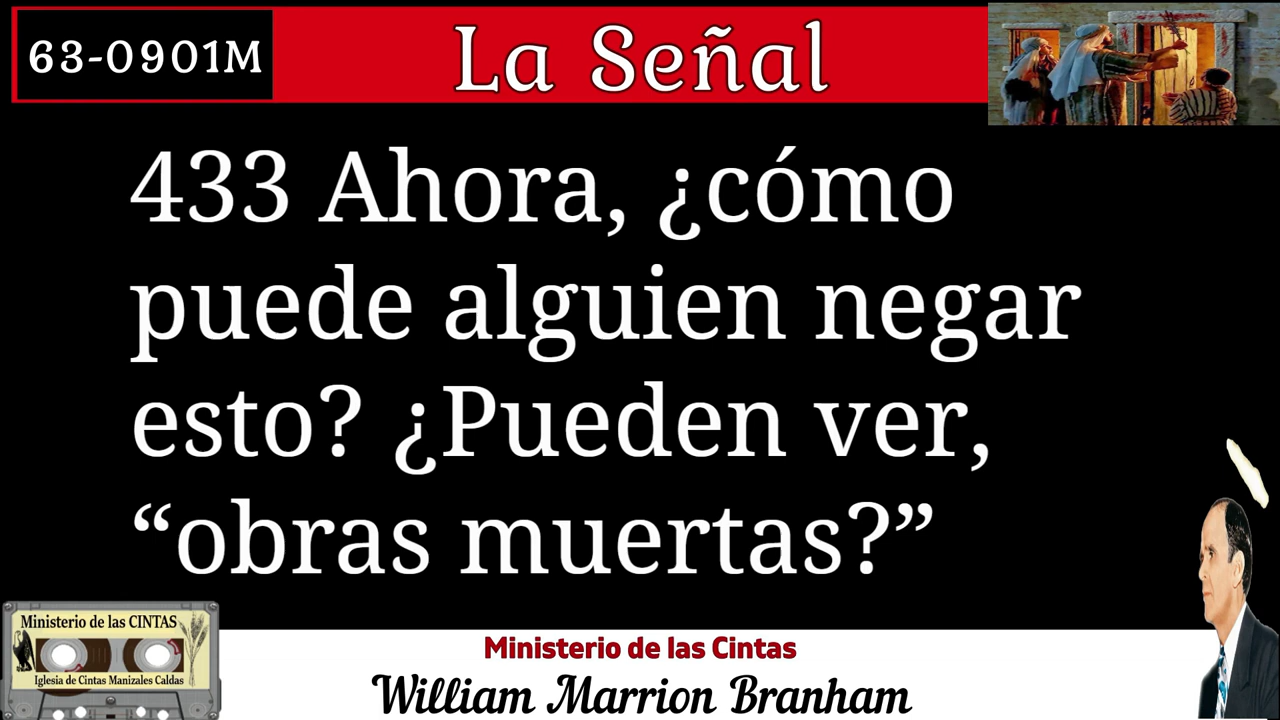 63-0901M
La Señal
433 Ahora, ¿cómo
puede alguien negar
esto? ¿Pueden ver,
“obras muertas?”
Ministerio de las CINTAS
Iglesia de Cintas Manizales Caldas
Ministerio de las Cintas
William Marrion Branham